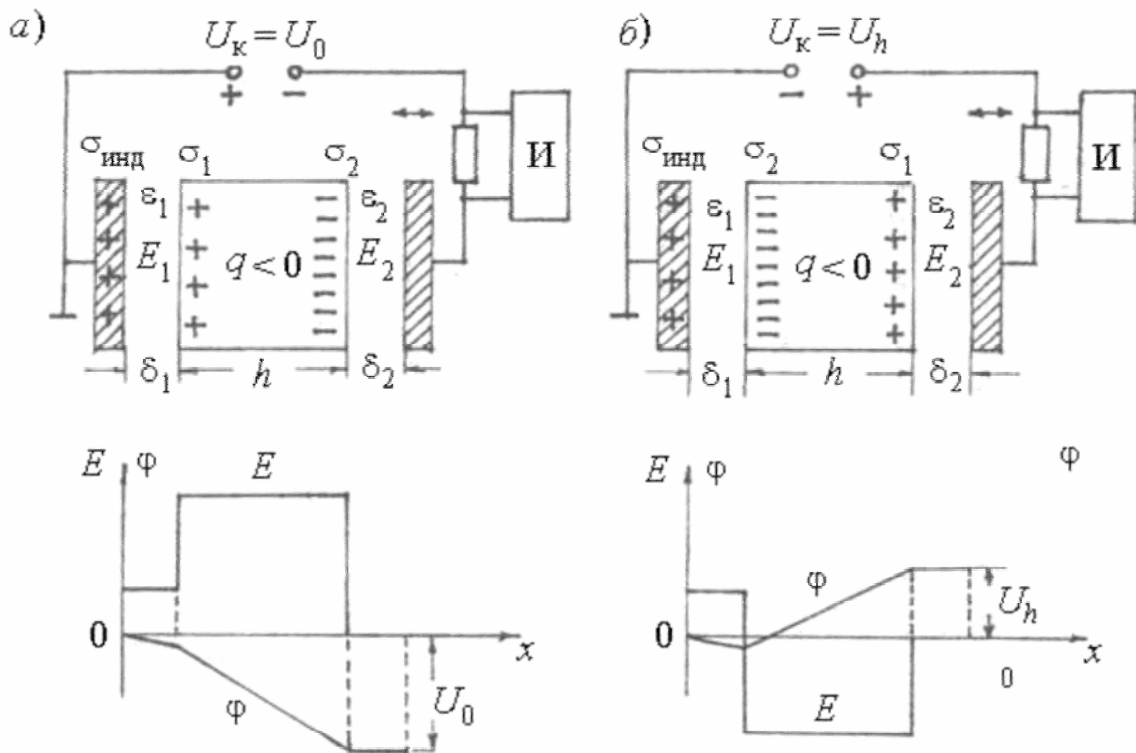 а)
U_к = U_0
+ −
И
σ_инд σ_1 σ_2
ε_1 ε_2
E_1 q < 0 E_2
δ_1 h δ_2
E φ E
0
x
φ
U_0
б)
U_к = U_h
− +
И
σ_инд σ_2 σ_1
ε_1 ε_2
E_1 q < 0 E_2
δ_1 h δ_2
E φ φ
φ
U_h
0
x
0
E